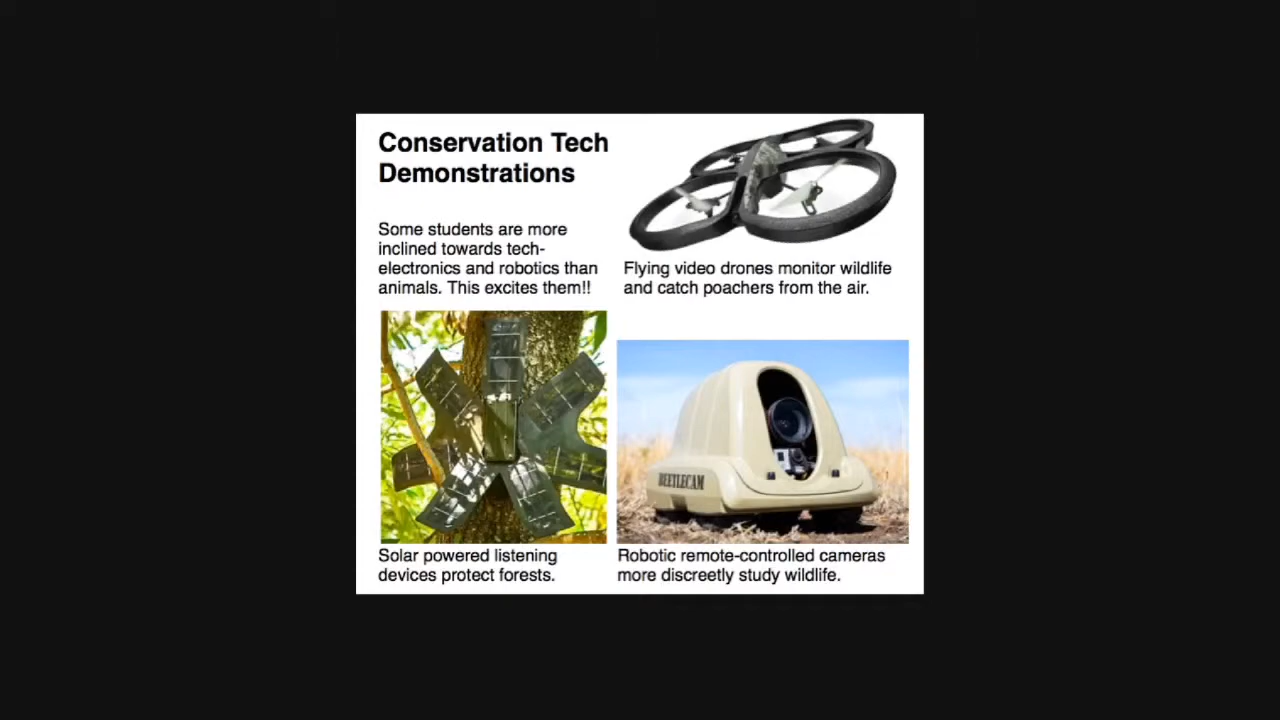 Conservation Tech
Demonstrations
Some students are more
inclined towards tech-
electronics and robotics than
animals. This excites them!!
Flying video drones monitor wildlife
and catch poachers from the air.
BEETLECAM
Solar powered listening
devices protect forests.
Robotic remote-controlled cameras
more discreetly study wildlife.